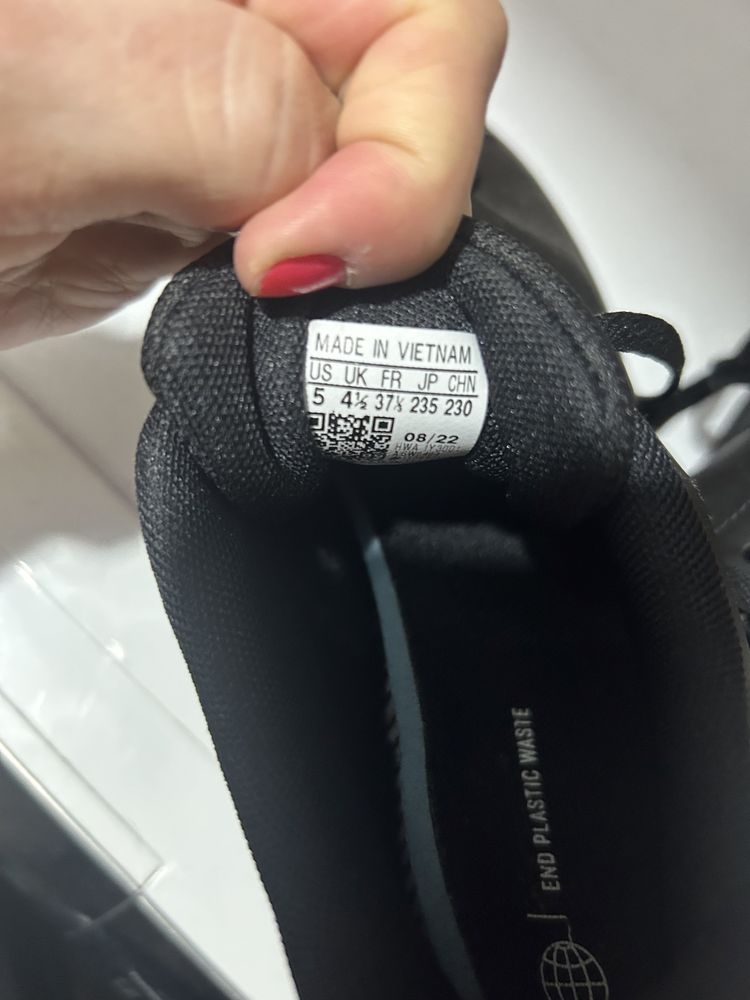 MADE IN VIETNAM
US UK FR JP CHN
5 4½ 37⅓ 235 230
08/22
END PLASTIC WASTE